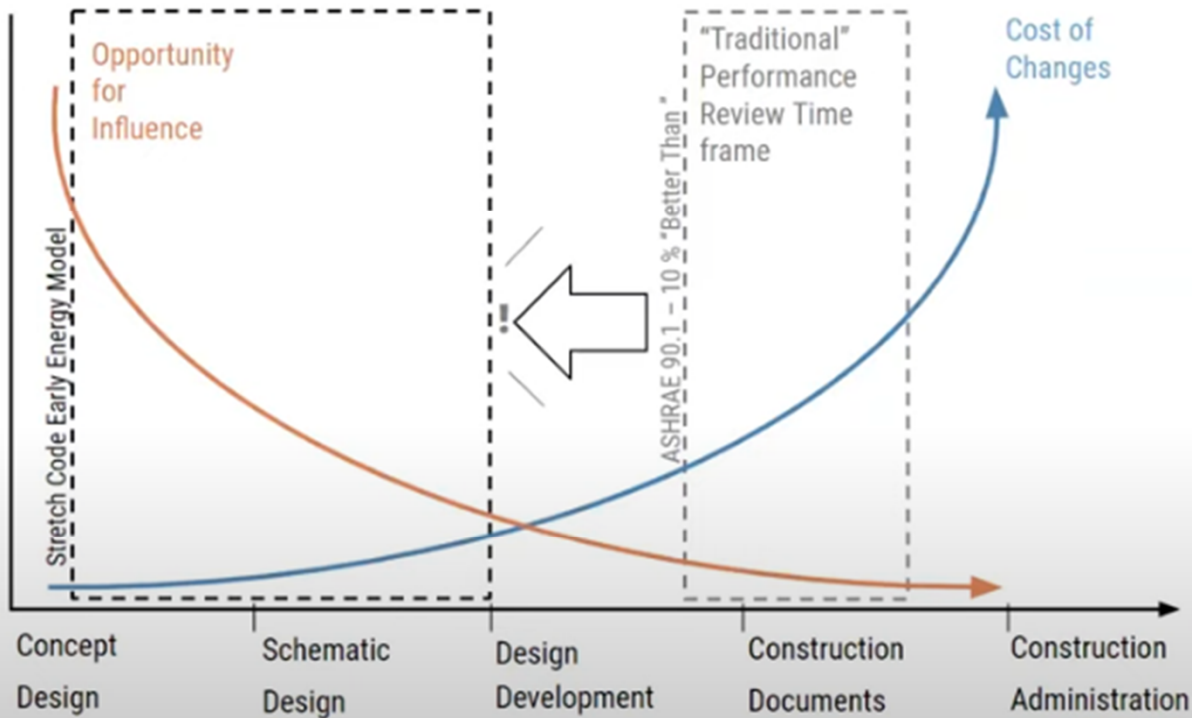 Opportunity
for
Influence
"Traditional"
Performance
Review Time
frame
Cost of
Changes
Stretch Code Early Energy Model
ASHRAE 90.1 – 10 % "Better Than"
Concept
Design
Schematic
Design
Design
Development
Construction
Documents
Construction
Administration